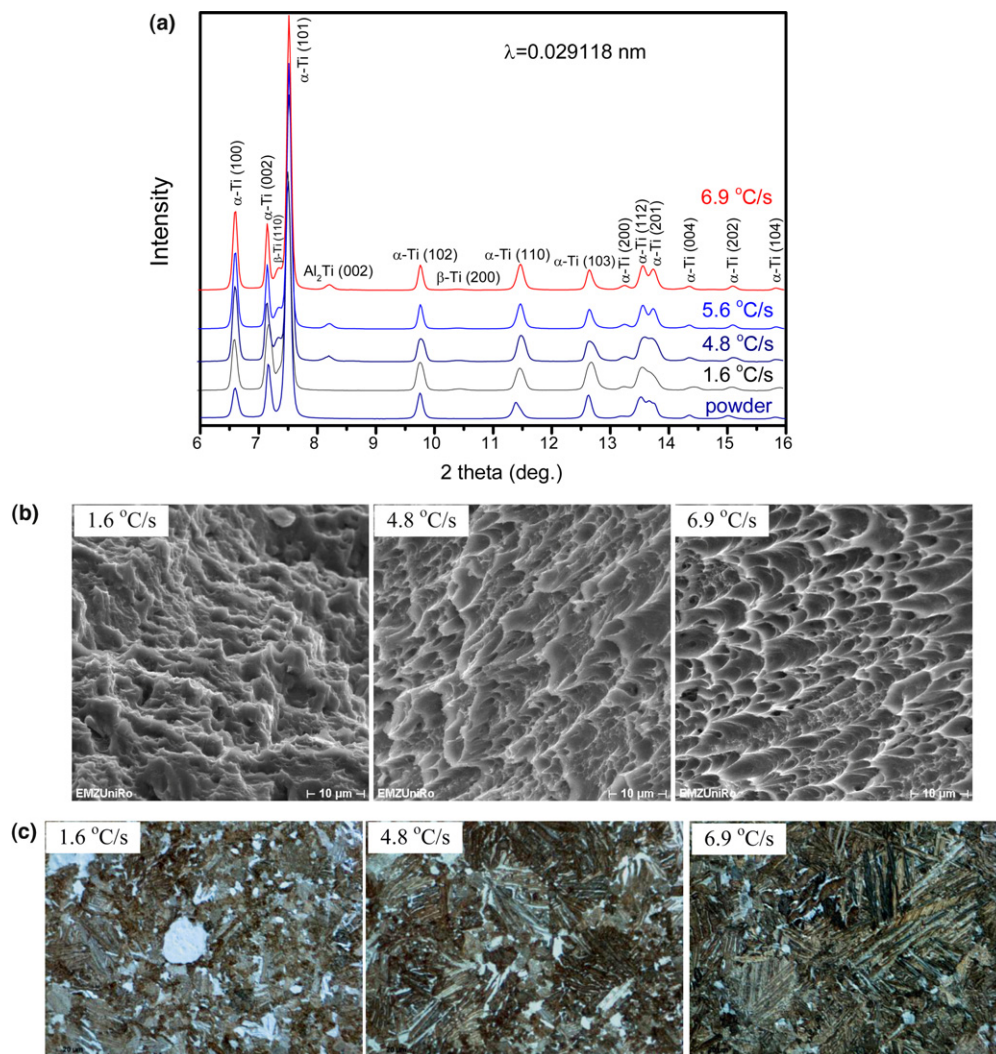 (a)
λ=0.029118 nm
Intensity
α-Ti (100)
α-Ti (002)
β-Ti (110)
α-Ti (101)
Al₂Ti (002)
α-Ti (102)
β-Ti (200)
α-Ti (110)
α-Ti (103)
α-Ti (200)
α-Ti (112)
α-Ti (201)
α-Ti (004)
α-Ti (202)
α-Ti (104)
6.9 °C/s
5.6 °C/s
4.8 °C/s
1.6 °C/s
powder
6 7 8 9 10 11 12 13 14 15 16
2 theta (deg.)
(b)
1.6 °C/s
4.8 °C/s
6.9 °C/s
EMZUniRo 10 μm
EMZUniRo 10 μm
EMZUniRo 10 μm
(c)
1.6 °C/s
4.8 °C/s
6.9 °C/s